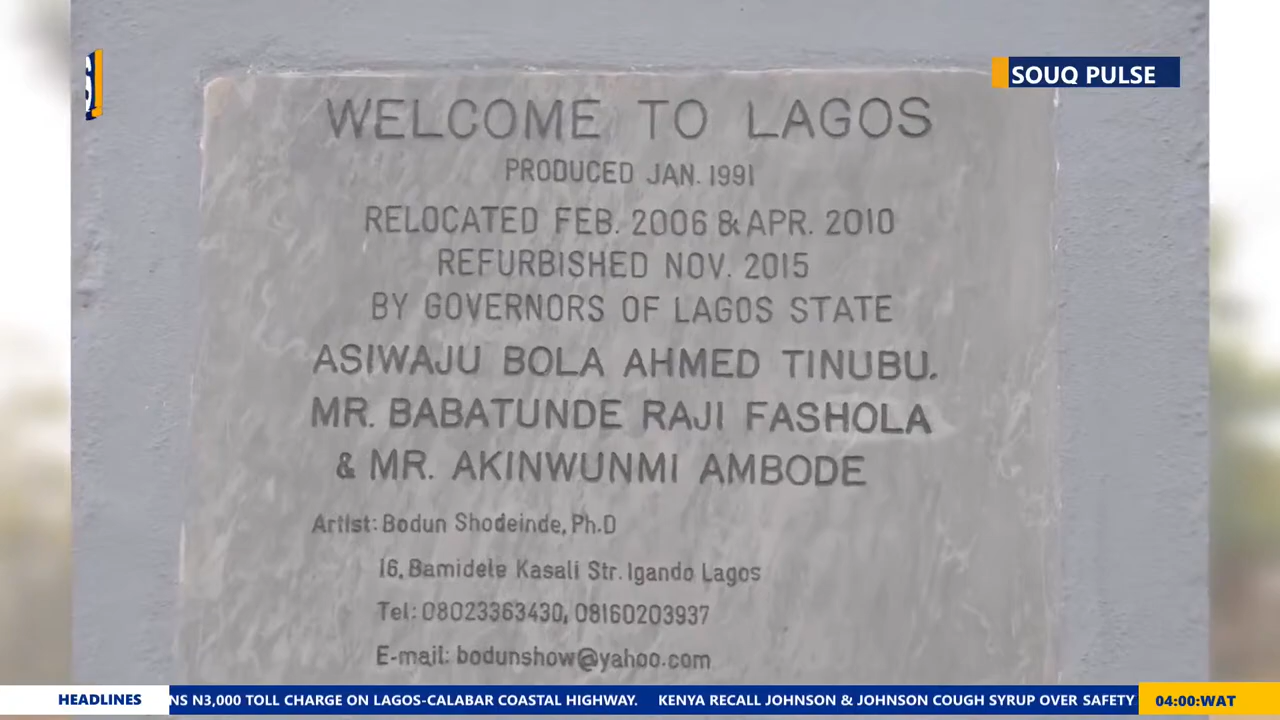 SOUQ PULSE
WELCOME TO LAGOS
PRODUCED JAN. 1991
RELOCATED FEB. 2006 & APR. 2010
REFURBISHED NOV. 2015
BY GOVERNORS OF LAGOS STATE
ASIWAJU BOLA AHMED TINUBU.
MR. BABATUNDE RAJI FASHOLA
& MR. AKINWUNMI AMBODE
Artist: Bodun Shodeinde, Ph.D
16, Bamidele Kasali Str. Igando Lagos
Tel: 08023363430, 08160203937
E-mail: bodunshow@yahoo.com
HEADLINES
N3,000 TOLL CHARGE ON LAGOS-CALABAR COASTAL HIGHWAY. KENYA RECALL JOHNSON & JOHNSON COUGH SYRUP OVER SAFETY
04:00:WAT